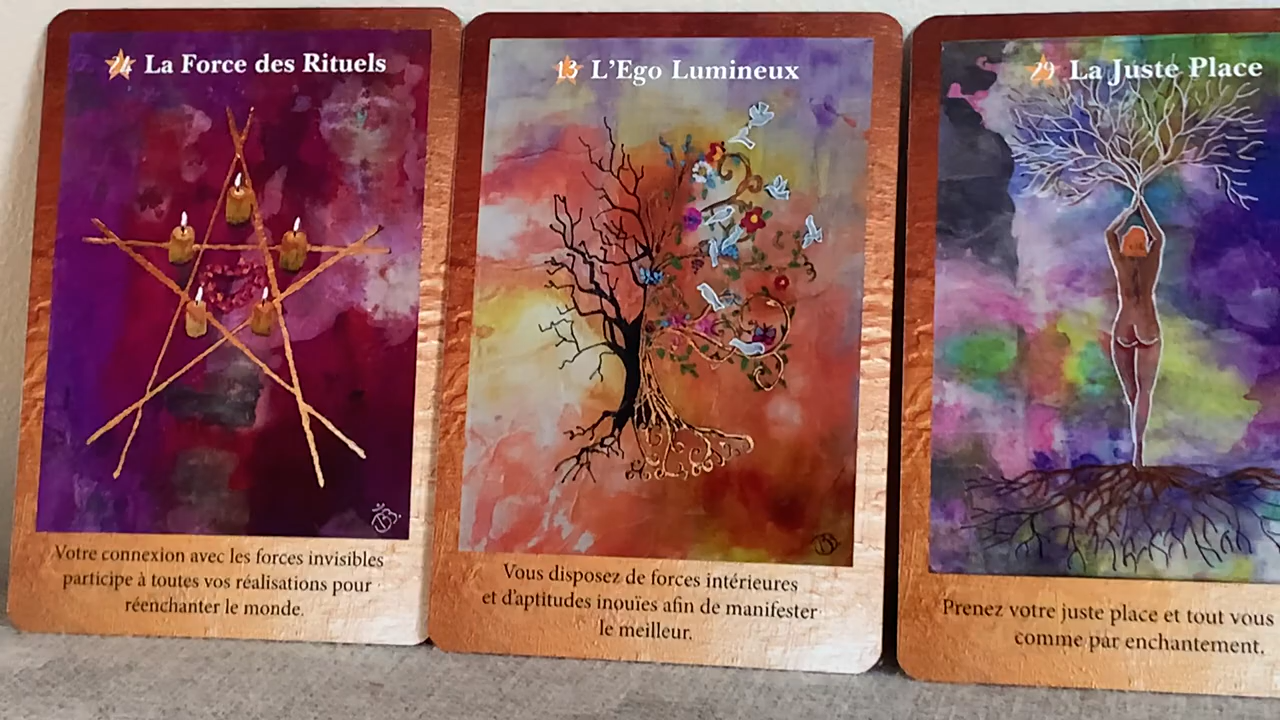 24 La Force des Rituels
Votre connexion avec les forces invisibles
participe à toutes vos réalisations pour
réenchanter le monde.
13 L'Ego Lumineux
Vous disposez de forces intérieures
et d'aptitudes inouïes afin de manifester
le meilleur.
29 La Juste Place
Prenez votre juste place et tout vous
comme par enchantement.